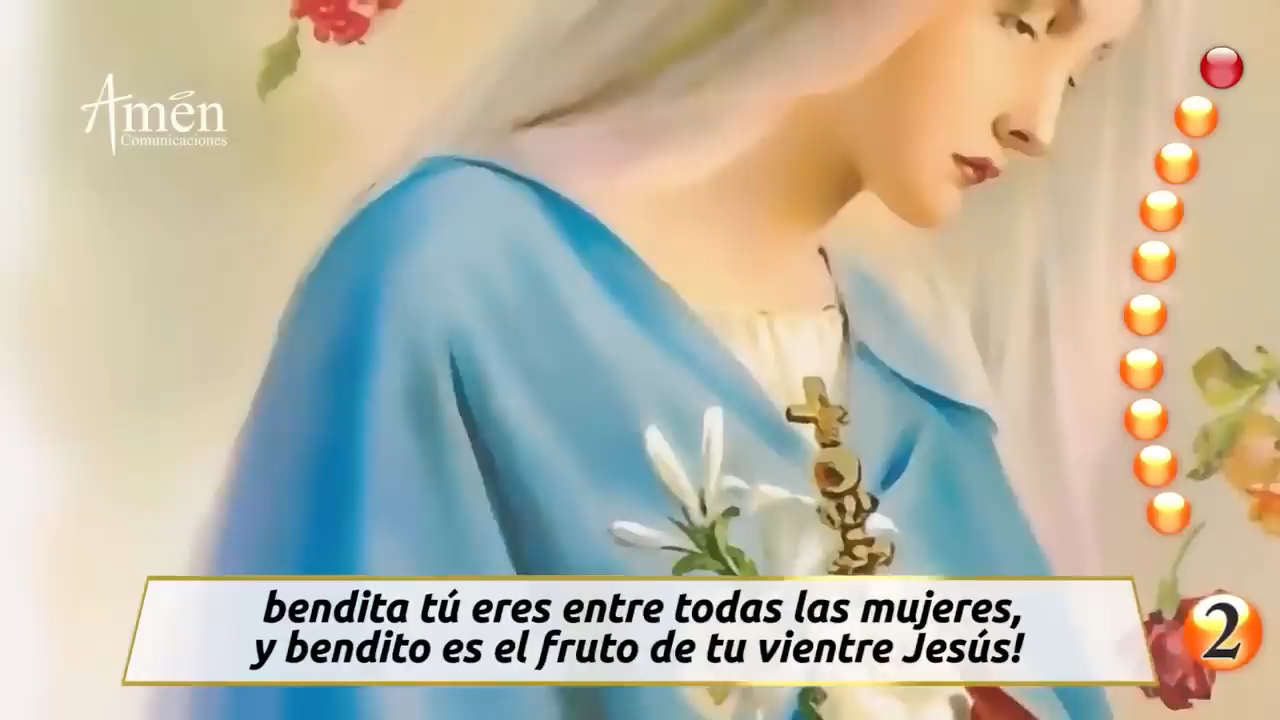 Amén
Comunicaciones
bendita tú eres entre todas las mujeres,
y bendito es el fruto de tu vientre Jesús!
2